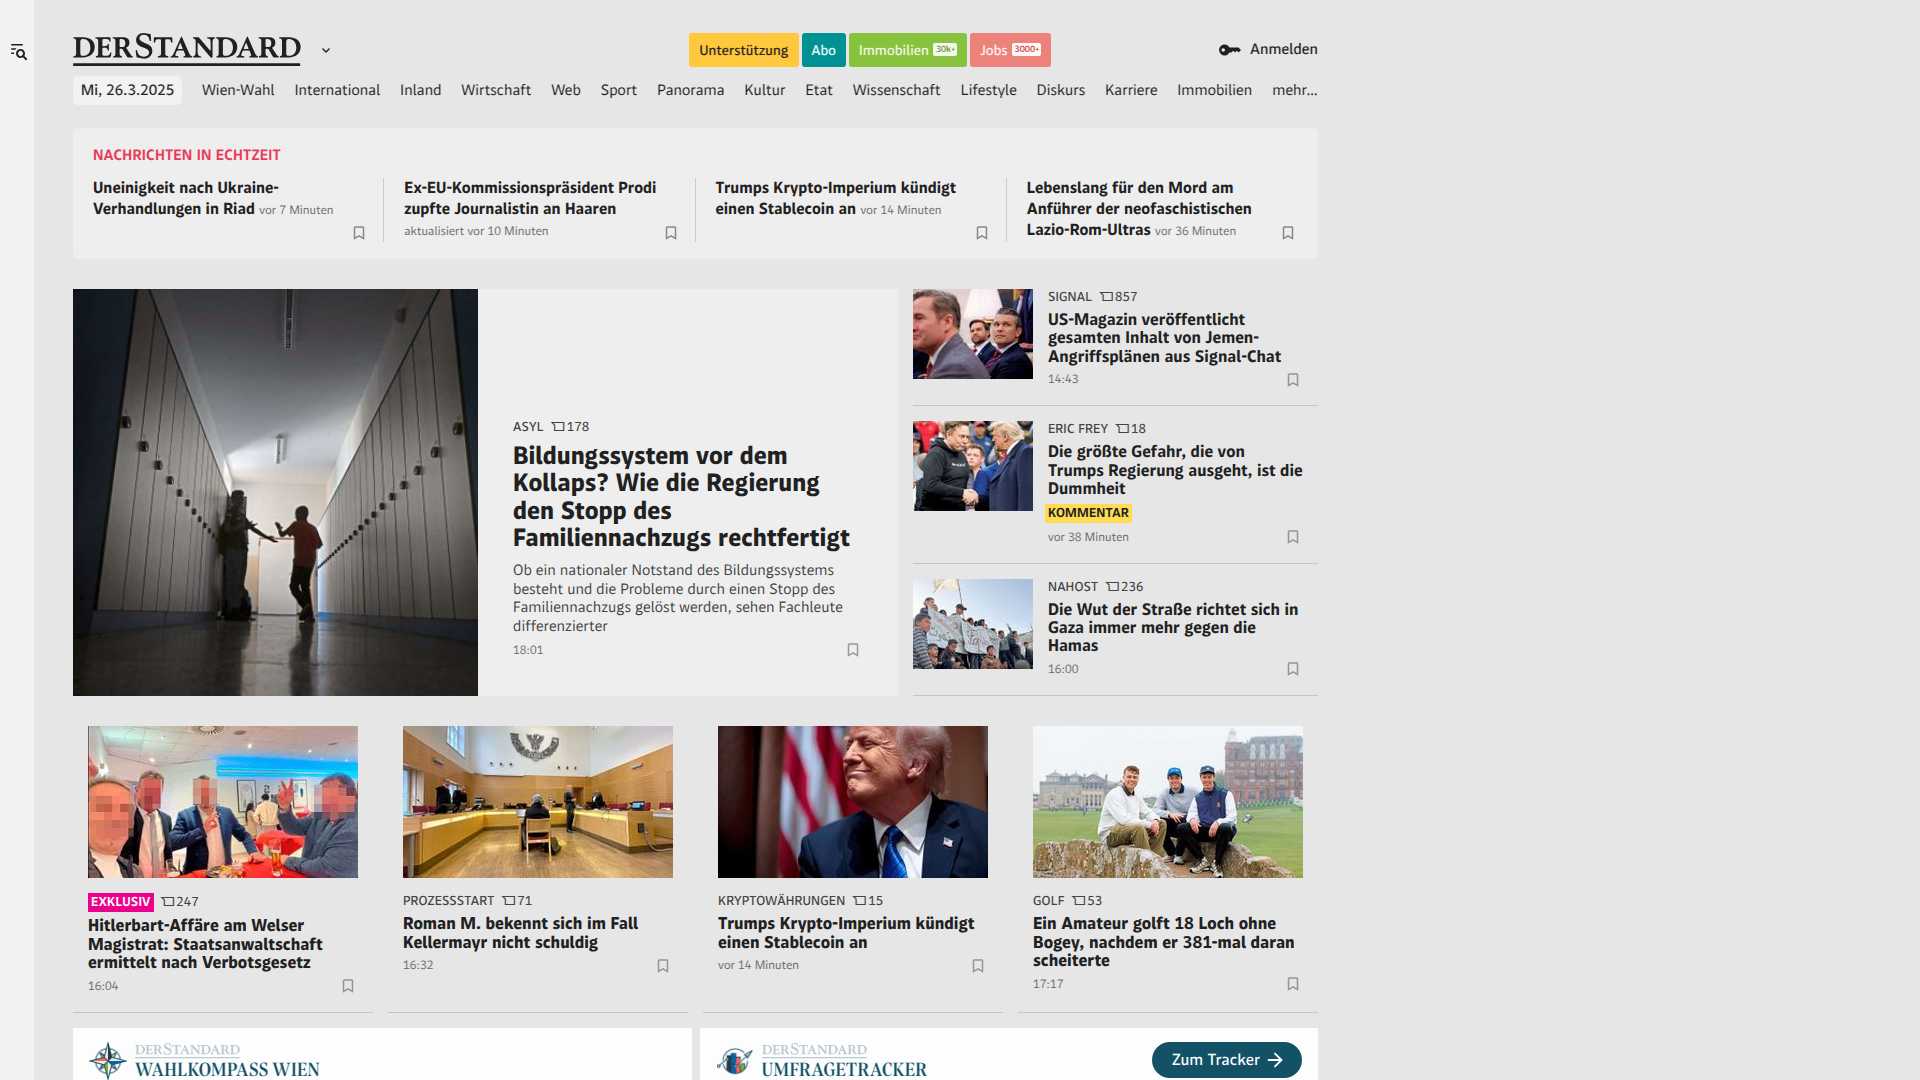 DERSTANDARD
Unterstützung
Abo
Immobilien 30k+
Jobs 3000+
Anmelden
Mi, 26.3.2025
Wien-Wahl
International
Inland
Wirtschaft
Web
Sport
Panorama
Kultur
Etat
Wissenschaft
Lifestyle
Diskurs
Karriere
Immobilien
mehr...
NACHRICHTEN IN ECHTZEIT
Uneinigkeit nach Ukraine-
Verhandlungen in Riad vor 7 Minuten
Ex-EU-Kommissionspräsident Prodi
zupfte Journalistin an Haaren
aktualisiert vor 10 Minuten
Trumps Krypto-Imperium kündigt
einen Stablecoin an vor 14 Minuten
Lebenslang für den Mord am
Anführer der neofaschistischen
Lazio-Rom-Ultras vor 36 Minuten
ASYL 178
Bildungssystem vor dem
Kollaps? Wie die Regierung
den Stopp des
Familiennachzugs rechtfertigt
Ob ein nationaler Notstand des Bildungssystems
besteht und die Probleme durch einen Stopp des
Familiennachzugs gelöst werden, sehen Fachleute
differenzierter
18:01
SIGNAL 857
US-Magazin veröffentlicht
gesamten Inhalt von Jemen-
Angriffsplänen aus Signal-Chat
14:43
ERIC FREY 18
Die größte Gefahr, die von
Trumps Regierung ausgeht, ist die
Dummheit
KOMMENTAR
vor 38 Minuten
NAHOST 236
Die Wut der Straße richtet sich in
Gaza immer mehr gegen die
Hamas
16:00
EXKLUSIV 247
Hitlerbart-Affäre am Welser
Magistrat: Staatsanwaltschaft
ermittelt nach Verbotsgesetz
16:04
PROZESSSTART 71
Roman M. bekennt sich im Fall
Kellermayr nicht schuldig
16:32
KRYPTOWÄHRUNGEN 15
Trumps Krypto-Imperium kündigt
einen Stablecoin an
vor 14 Minuten
GOLF 53
Ein Amateur golft 18 Loch ohne
Bogey, nachdem er 381-mal daran
scheiterte
17:17
DERSTANDARD
WAHLKOMPASS WIEN
DERSTANDARD
UMFRAGETRACKER
Zum Tracker